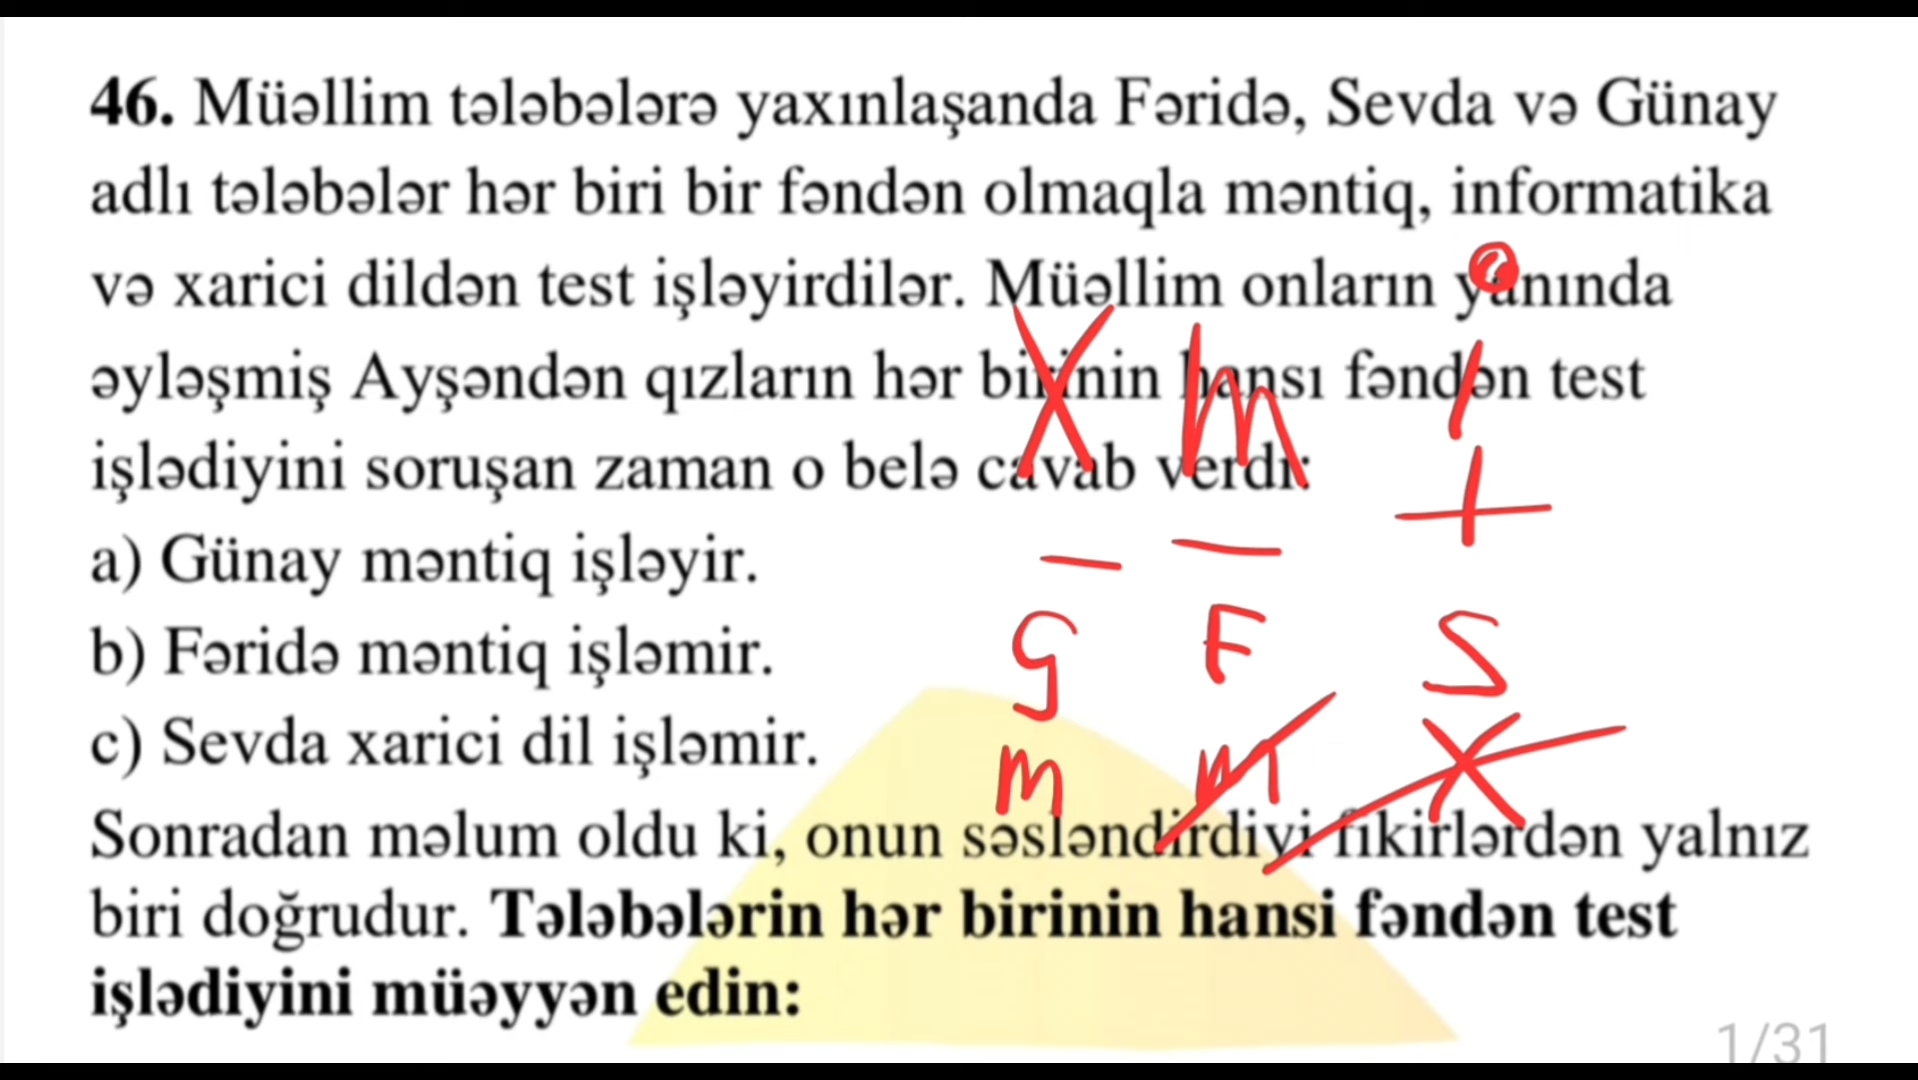 46. Müəllim tələbələrə yaxınlaşanda Fəridə, Sevda və Günay
adlı tələbələr hər biri bir fəndən olmaqla məntiq, informatika
və xarici dildən test işləyirdilər. Müəllim onların yanında
əyləşmiş Ayşəndən qızların hər birinin hansı fəndən test
işlədiyini soruşan zaman o belə cavab verdi:
a) Günay məntiq işləyir.
b) Fəridə məntiq işləmir.
c) Sevda xarici dil işləmir.
X m I
– – +
G F S
m m X
Sonradan məlum oldu ki, onun səsləndirdiyi fikirlərdən yalnız
biri doğrudur. Tələbələrin hər birinin hansi fəndən test
işlədiyini müəyyən edin:
1/31